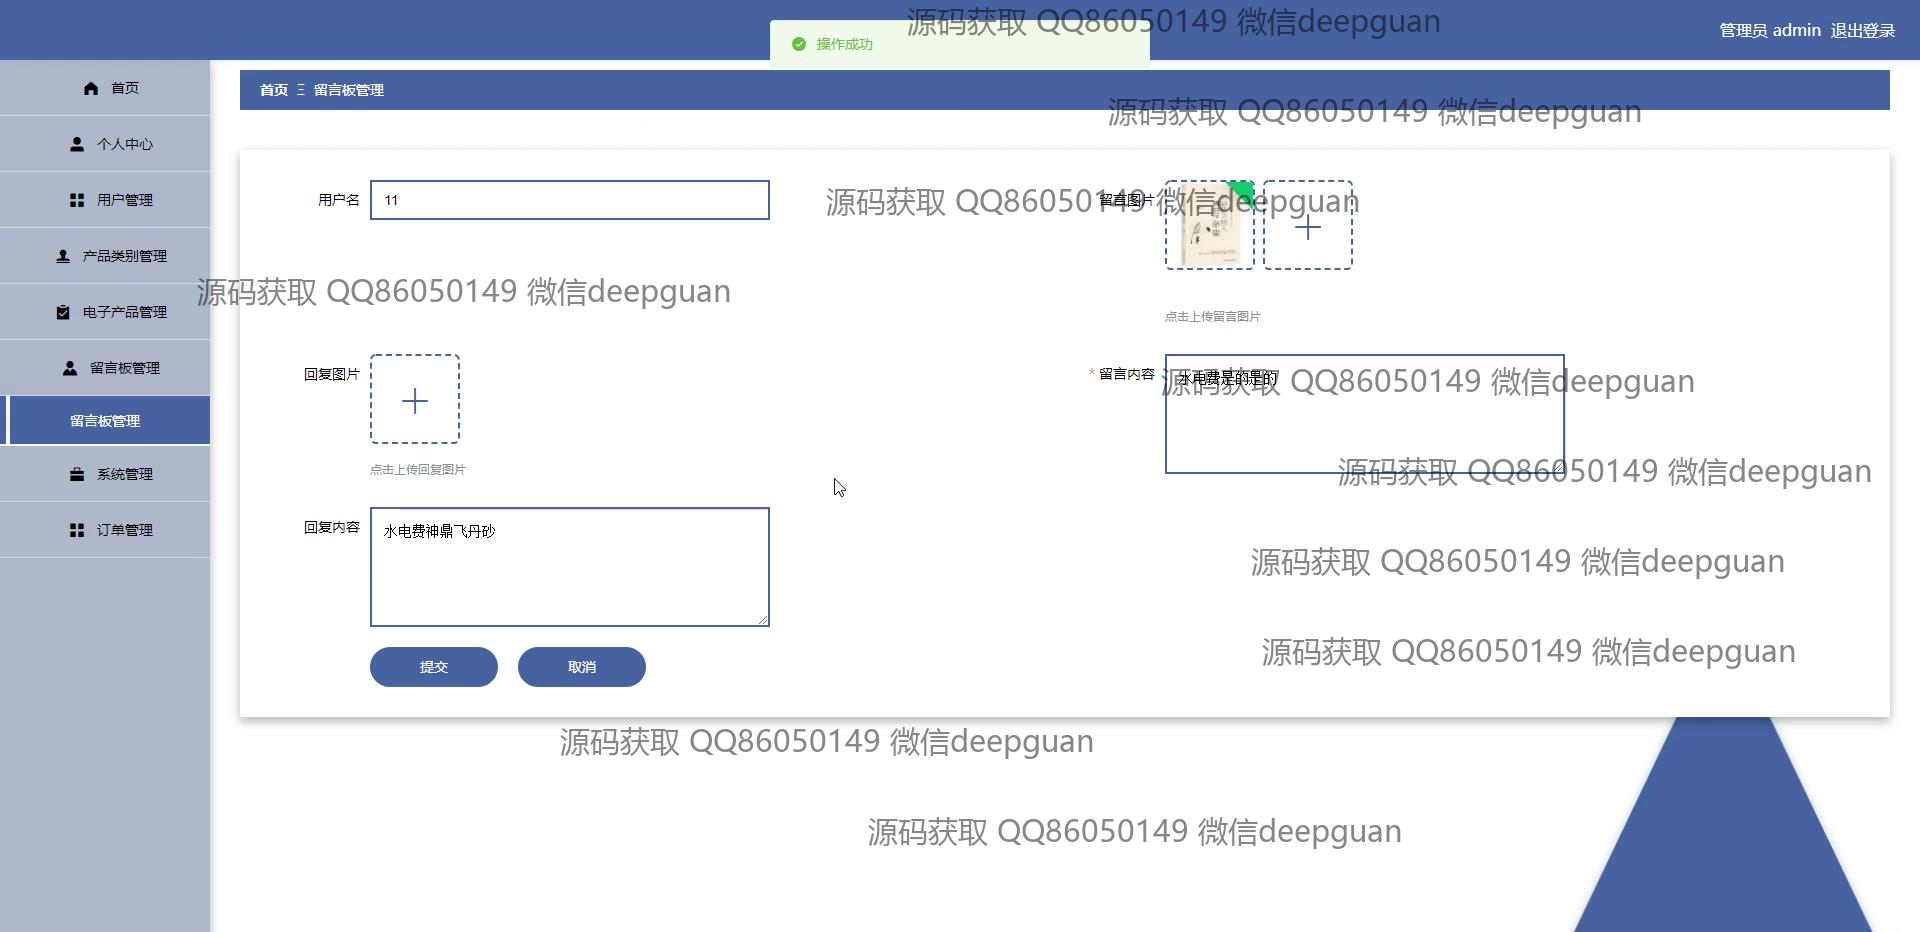 源码获取 QQ86050149 微信deepguan
操作成功
管理员 admin 退出登录
首页
个人中心
用户管理
产品类别管理
电子产品管理
留言板管理
留言板管理
系统管理
订单管理
首页 Ξ 留言板管理
源码获取 QQ86050149 微信deepguan
用户名
11
留言图片
源码获取 QQ86050149 微信deepguan
源码获取 QQ86050149 微信deepguan
点击上传留言图片
回复图片
点击上传回复图片
* 留言内容
水电费是的是的
源码获取 QQ86050149 微信deepguan
源码获取 QQ86050149 微信deepguan
回复内容
水电费神鼎飞丹砂
源码获取 QQ86050149 微信deepguan
提交
取消
源码获取 QQ86050149 微信deepguan
源码获取 QQ86050149 微信deepguan
源码获取 QQ86050149 微信deepguan